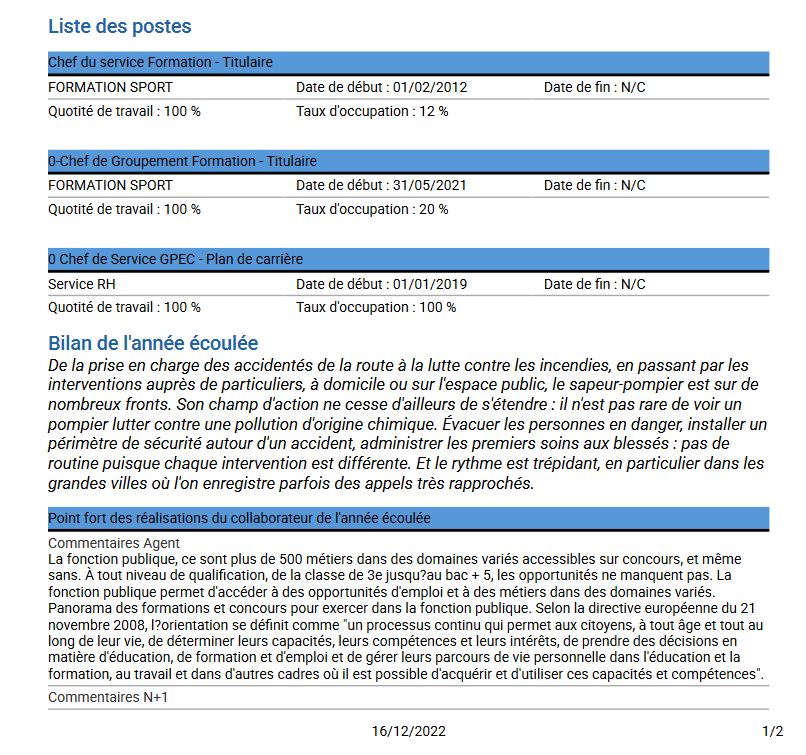 Liste des postes
Chef du service Formation - Titulaire
FORMATION SPORT Date de début : 01/02/2012 Date de fin : N/C
Quotité de travail : 100 % Taux d'occupation : 12 %
0-Chef de Groupement Formation - Titulaire
FORMATION SPORT Date de début : 31/05/2021 Date de fin : N/C
Quotité de travail : 100 % Taux d'occupation : 20 %
0 Chef de Service GPEC - Plan de carrière
Service RH Date de début : 01/01/2019 Date de fin : N/C
Quotité de travail : 100 % Taux d'occupation : 100 %
Bilan de l'année écoulée
De la prise en charge des accidentés de la route à la lutte contre les incendies, en passant par les
interventions auprès de particuliers, à domicile ou sur l'espace public, le sapeur-pompier est sur de
nombreux fronts. Son champ d'action ne cesse d'ailleurs de s'étendre : il n'est pas rare de voir un
pompier lutter contre une pollution d'origine chimique. Évacuer les personnes en danger, installer un
périmètre de sécurité autour d'un accident, administrer les premiers soins aux blessés : pas de
routine puisque chaque intervention est différente. Et le rythme est trépidant, en particulier dans les
grandes villes où l'on enregistre parfois des appels très rapprochés.
Point fort des réalisations du collaborateur de l'année écoulée
Commentaires Agent
La fonction publique, ce sont plus de 500 métiers dans des domaines variés accessibles sur concours, et même
sans. À tout niveau de qualification, de la classe de 3e jusqu?au bac + 5, les opportunités ne manquent pas. La
fonction publique permet d'accéder à des opportunités d'emploi et à des métiers dans des domaines variés.
Panorama des formations et concours pour exercer dans la fonction publique. Selon la directive européenne du 21
novembre 2008, l?orientation se définit comme "un processus continu qui permet aux citoyens, à tout âge et tout au
long de leur vie, de déterminer leurs capacités, leurs compétences et leurs intérêts, de prendre des décisions en
matière d'éducation, de formation et d'emploi et de gérer leurs parcours de vie personnelle dans l'éducation et la
formation, au travail et dans d'autres cadres où il est possible d'acquérir et d'utiliser ces capacités et compétences".
Commentaires N+1
16/12/2022 1/2